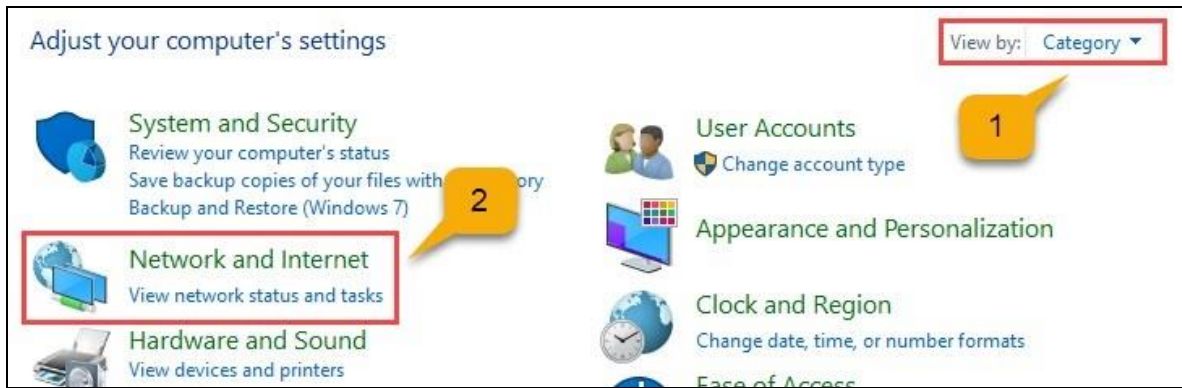 Adjust your computer's settings
View by: Category
1
System and Security
Review your computer's status
Save backup copies of your files with ory
Backup and Restore (Windows 7)
2
Network and Internet
View network status and tasks
Hardware and Sound
View devices and printers
User Accounts
Change account type
Appearance and Personalization
Clock and Region
Change date, time, or number formats
Ease of Access